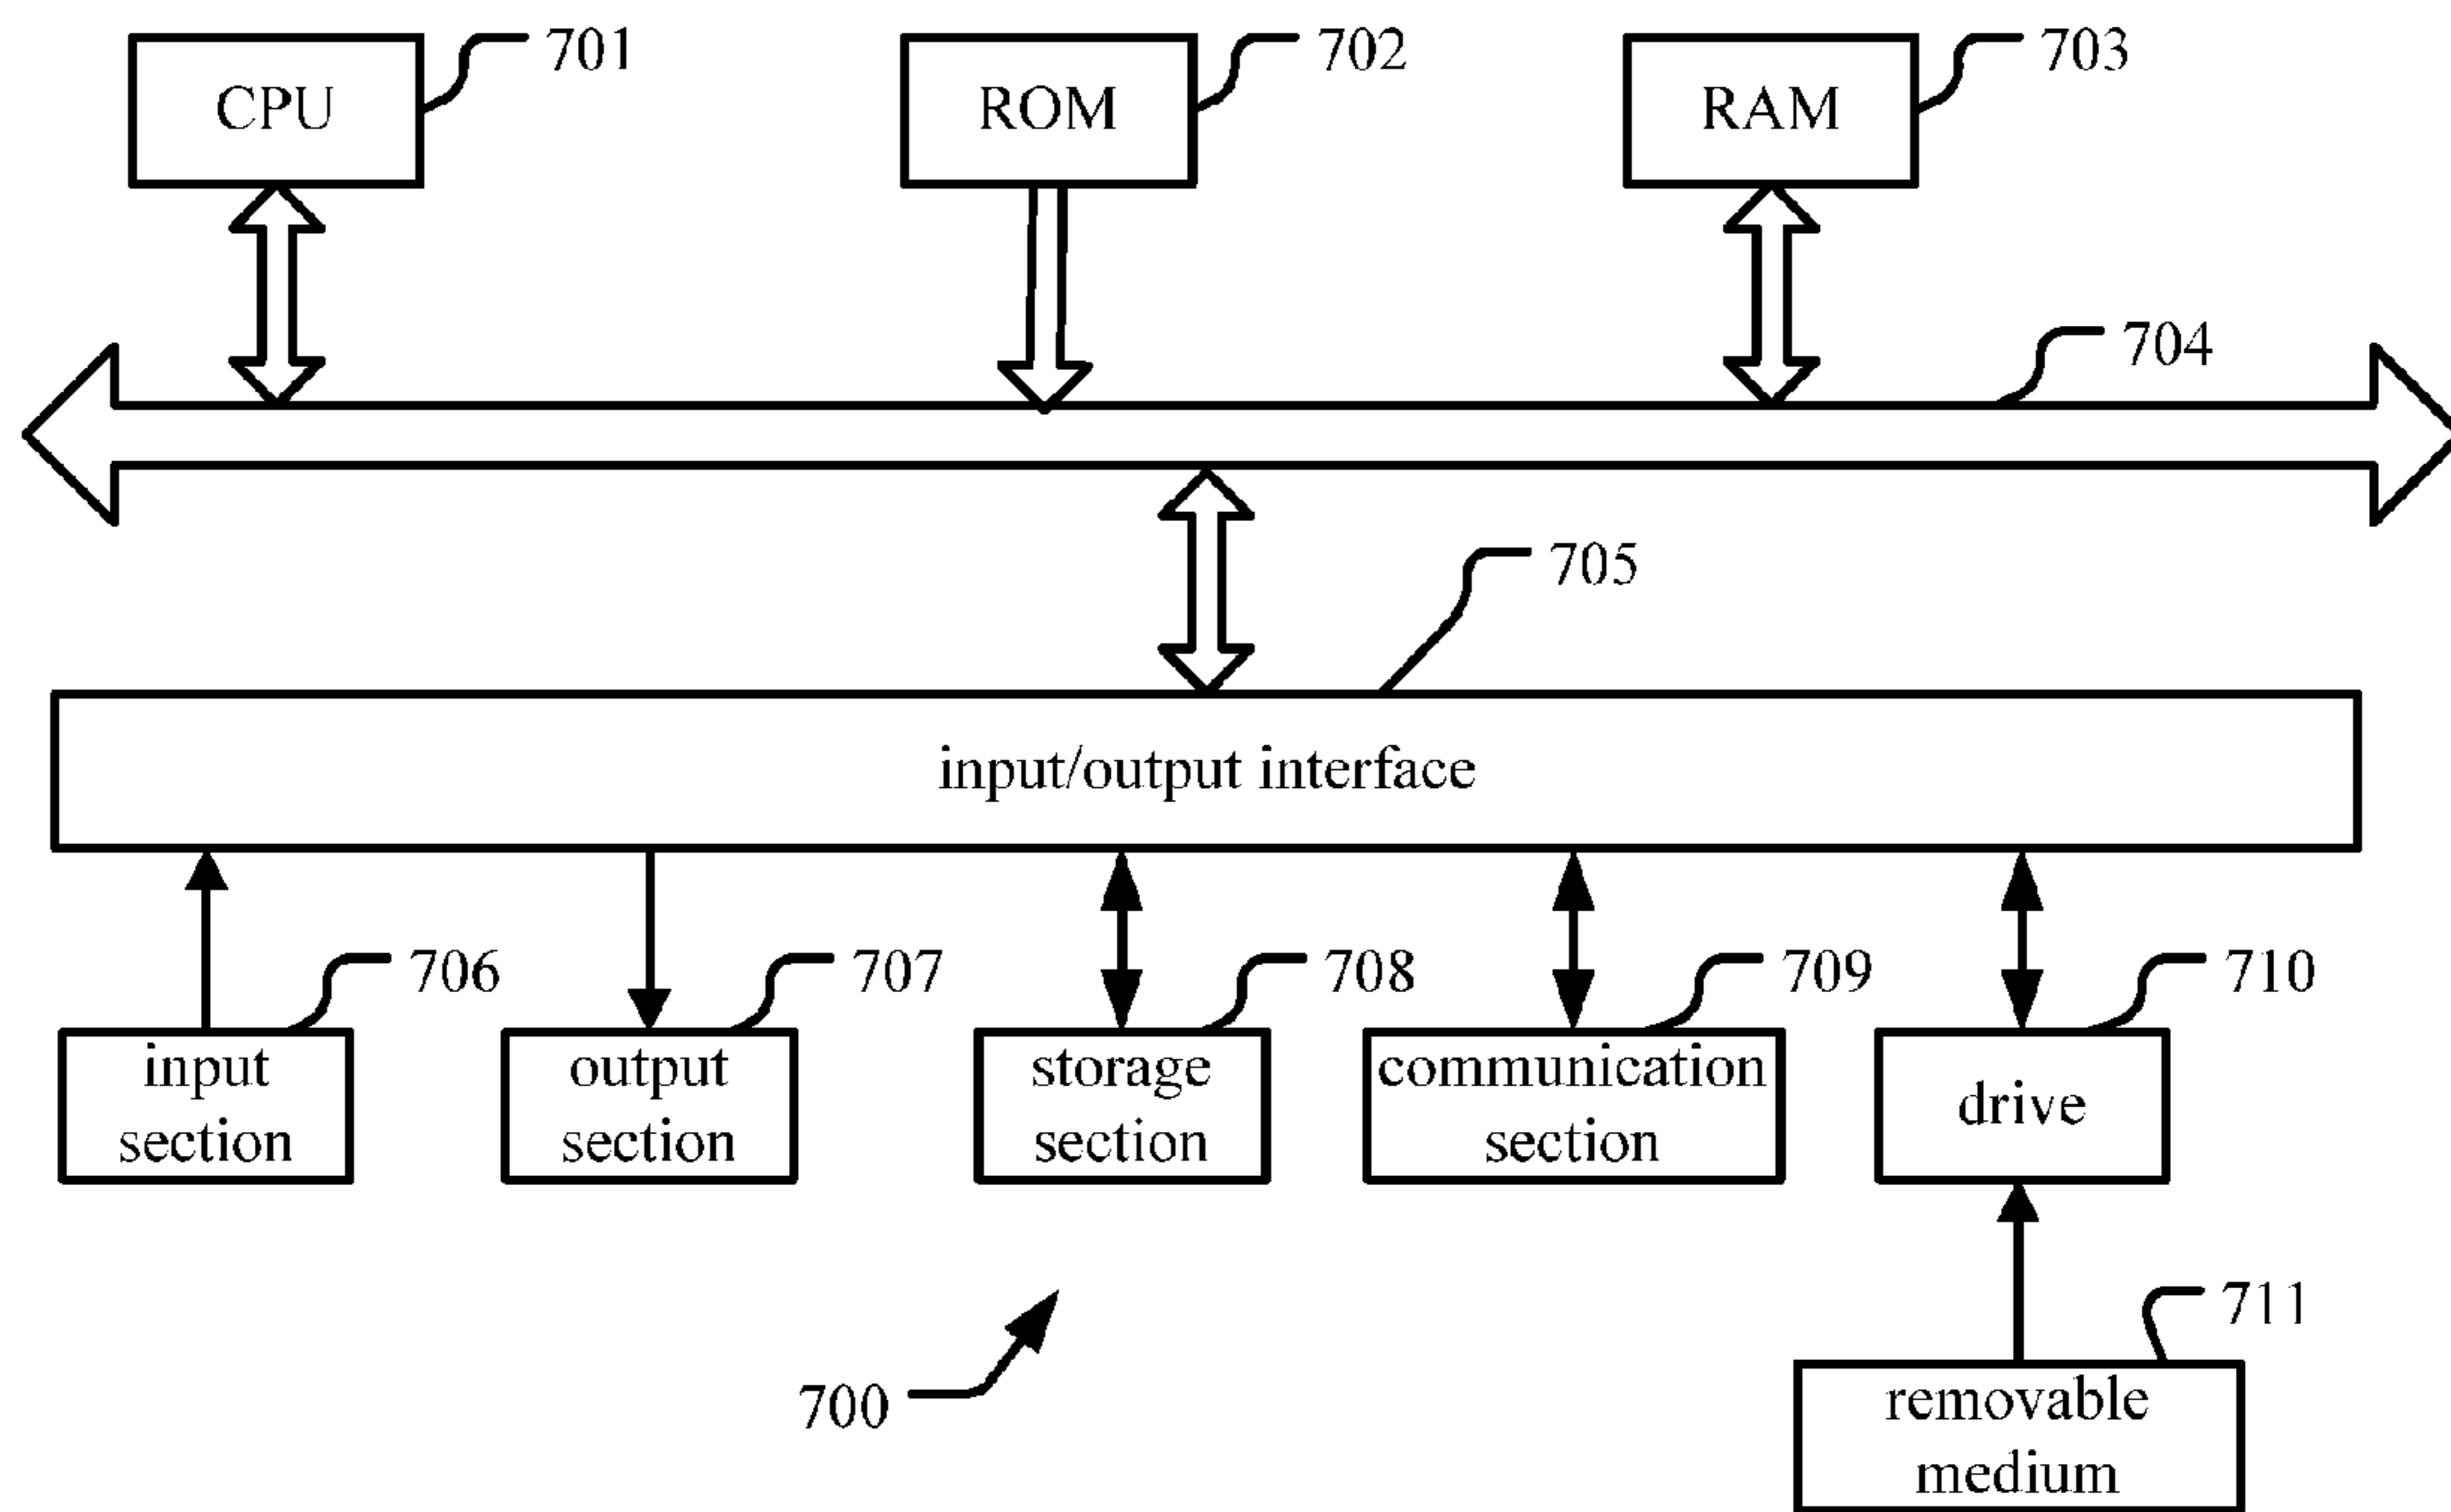 701
702
703
CPU
ROM
RAM
704
705
input/output interface
706
707
708
709
710
input
section
output
section
storage
section
communication
section
drive
711
700
removable
medium